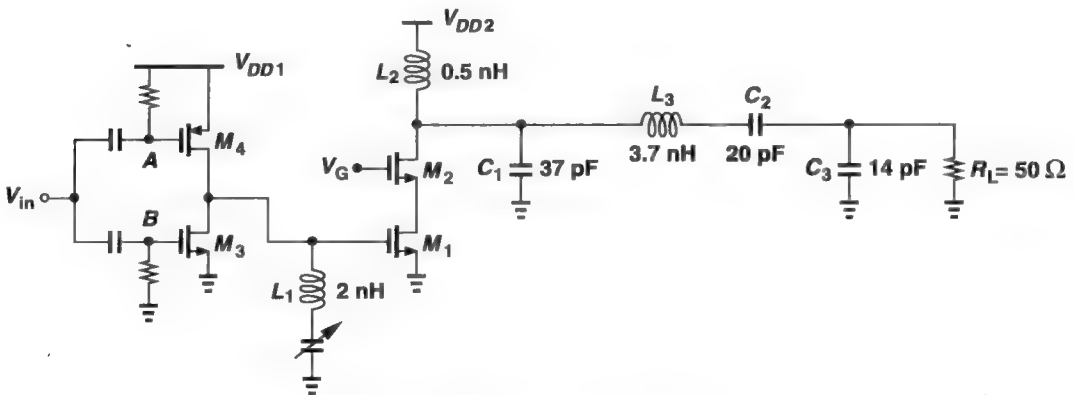 V_DD2
L_2 0.5 nH
V_DD1
L_3 C_2
A M_4
V_G M_2 C_1 37 pF 3.7 nH 20 pF C_3 14 pF R_L = 50 Ω
V_in
B M_3 M_1
L_1 2 nH